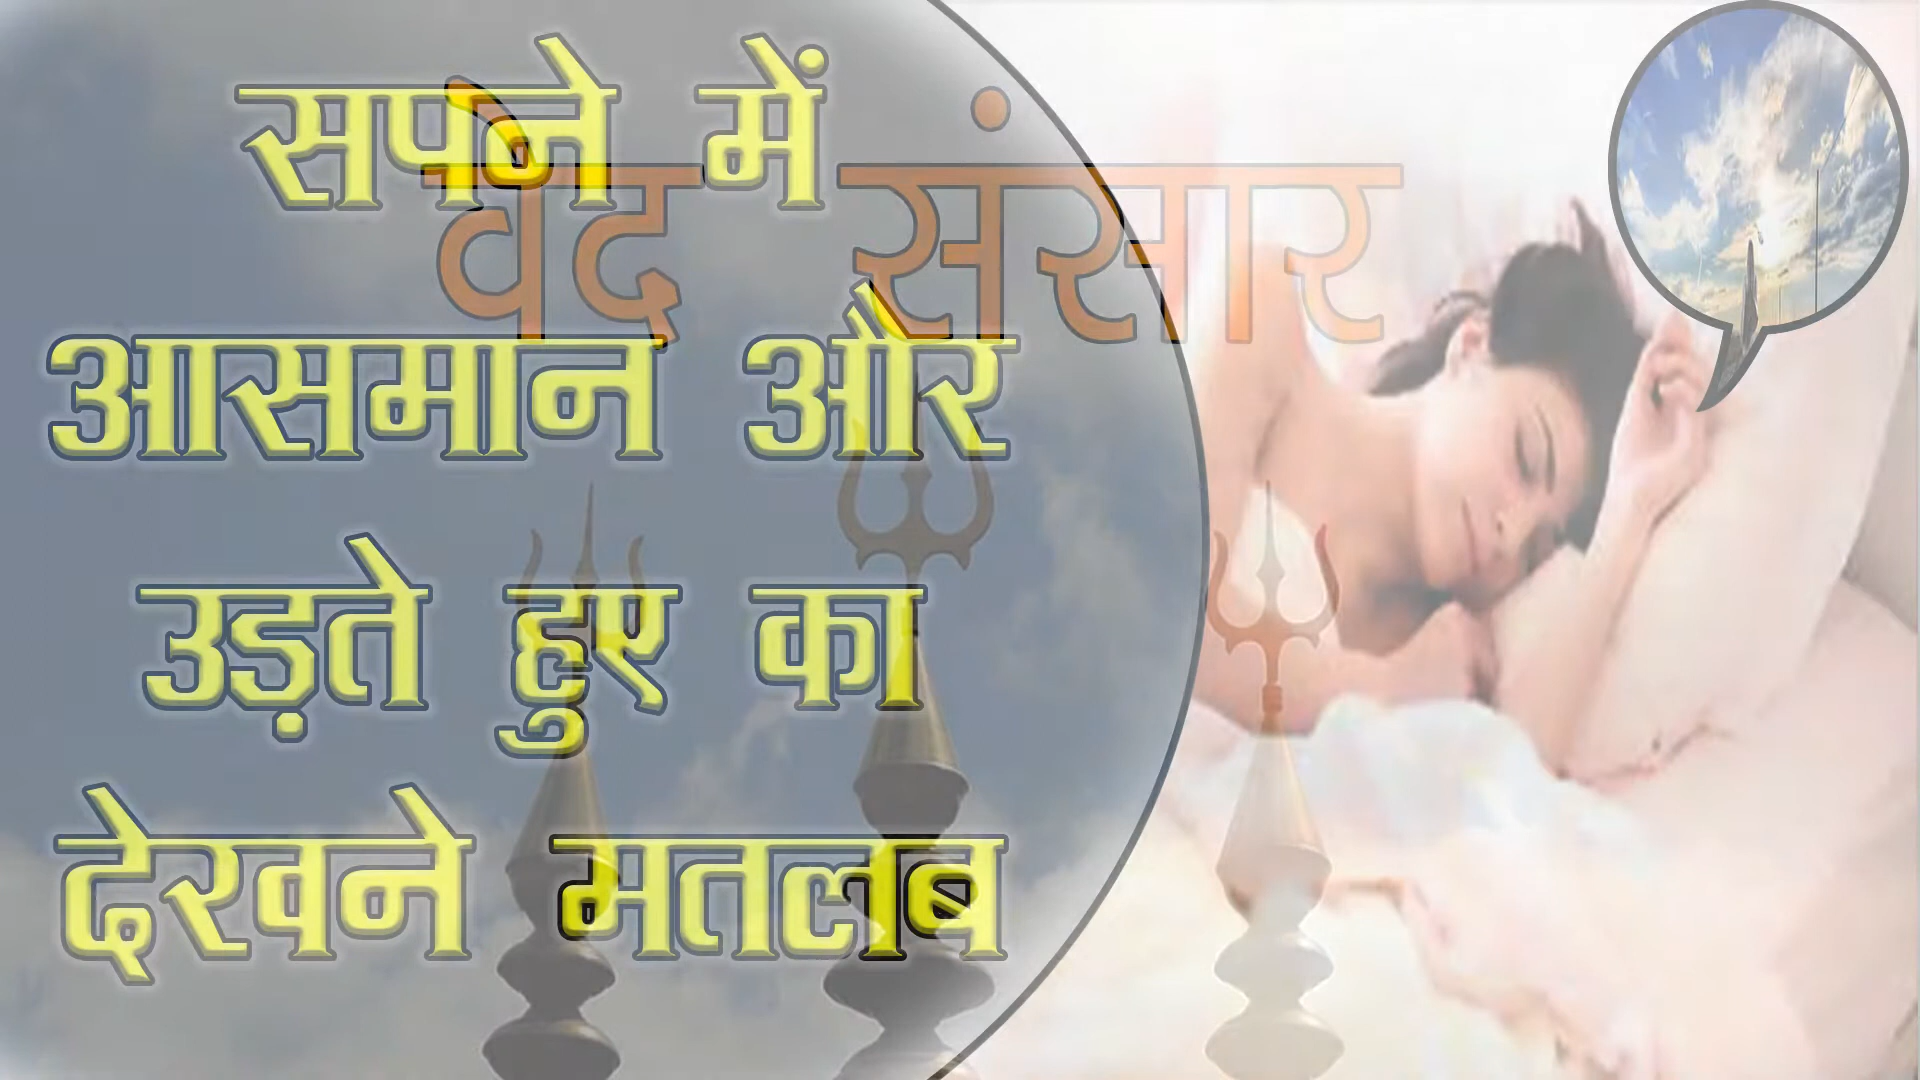 सपने में
वेद संसार
आसमान और
उड़ते हुए का
देखने मतलब